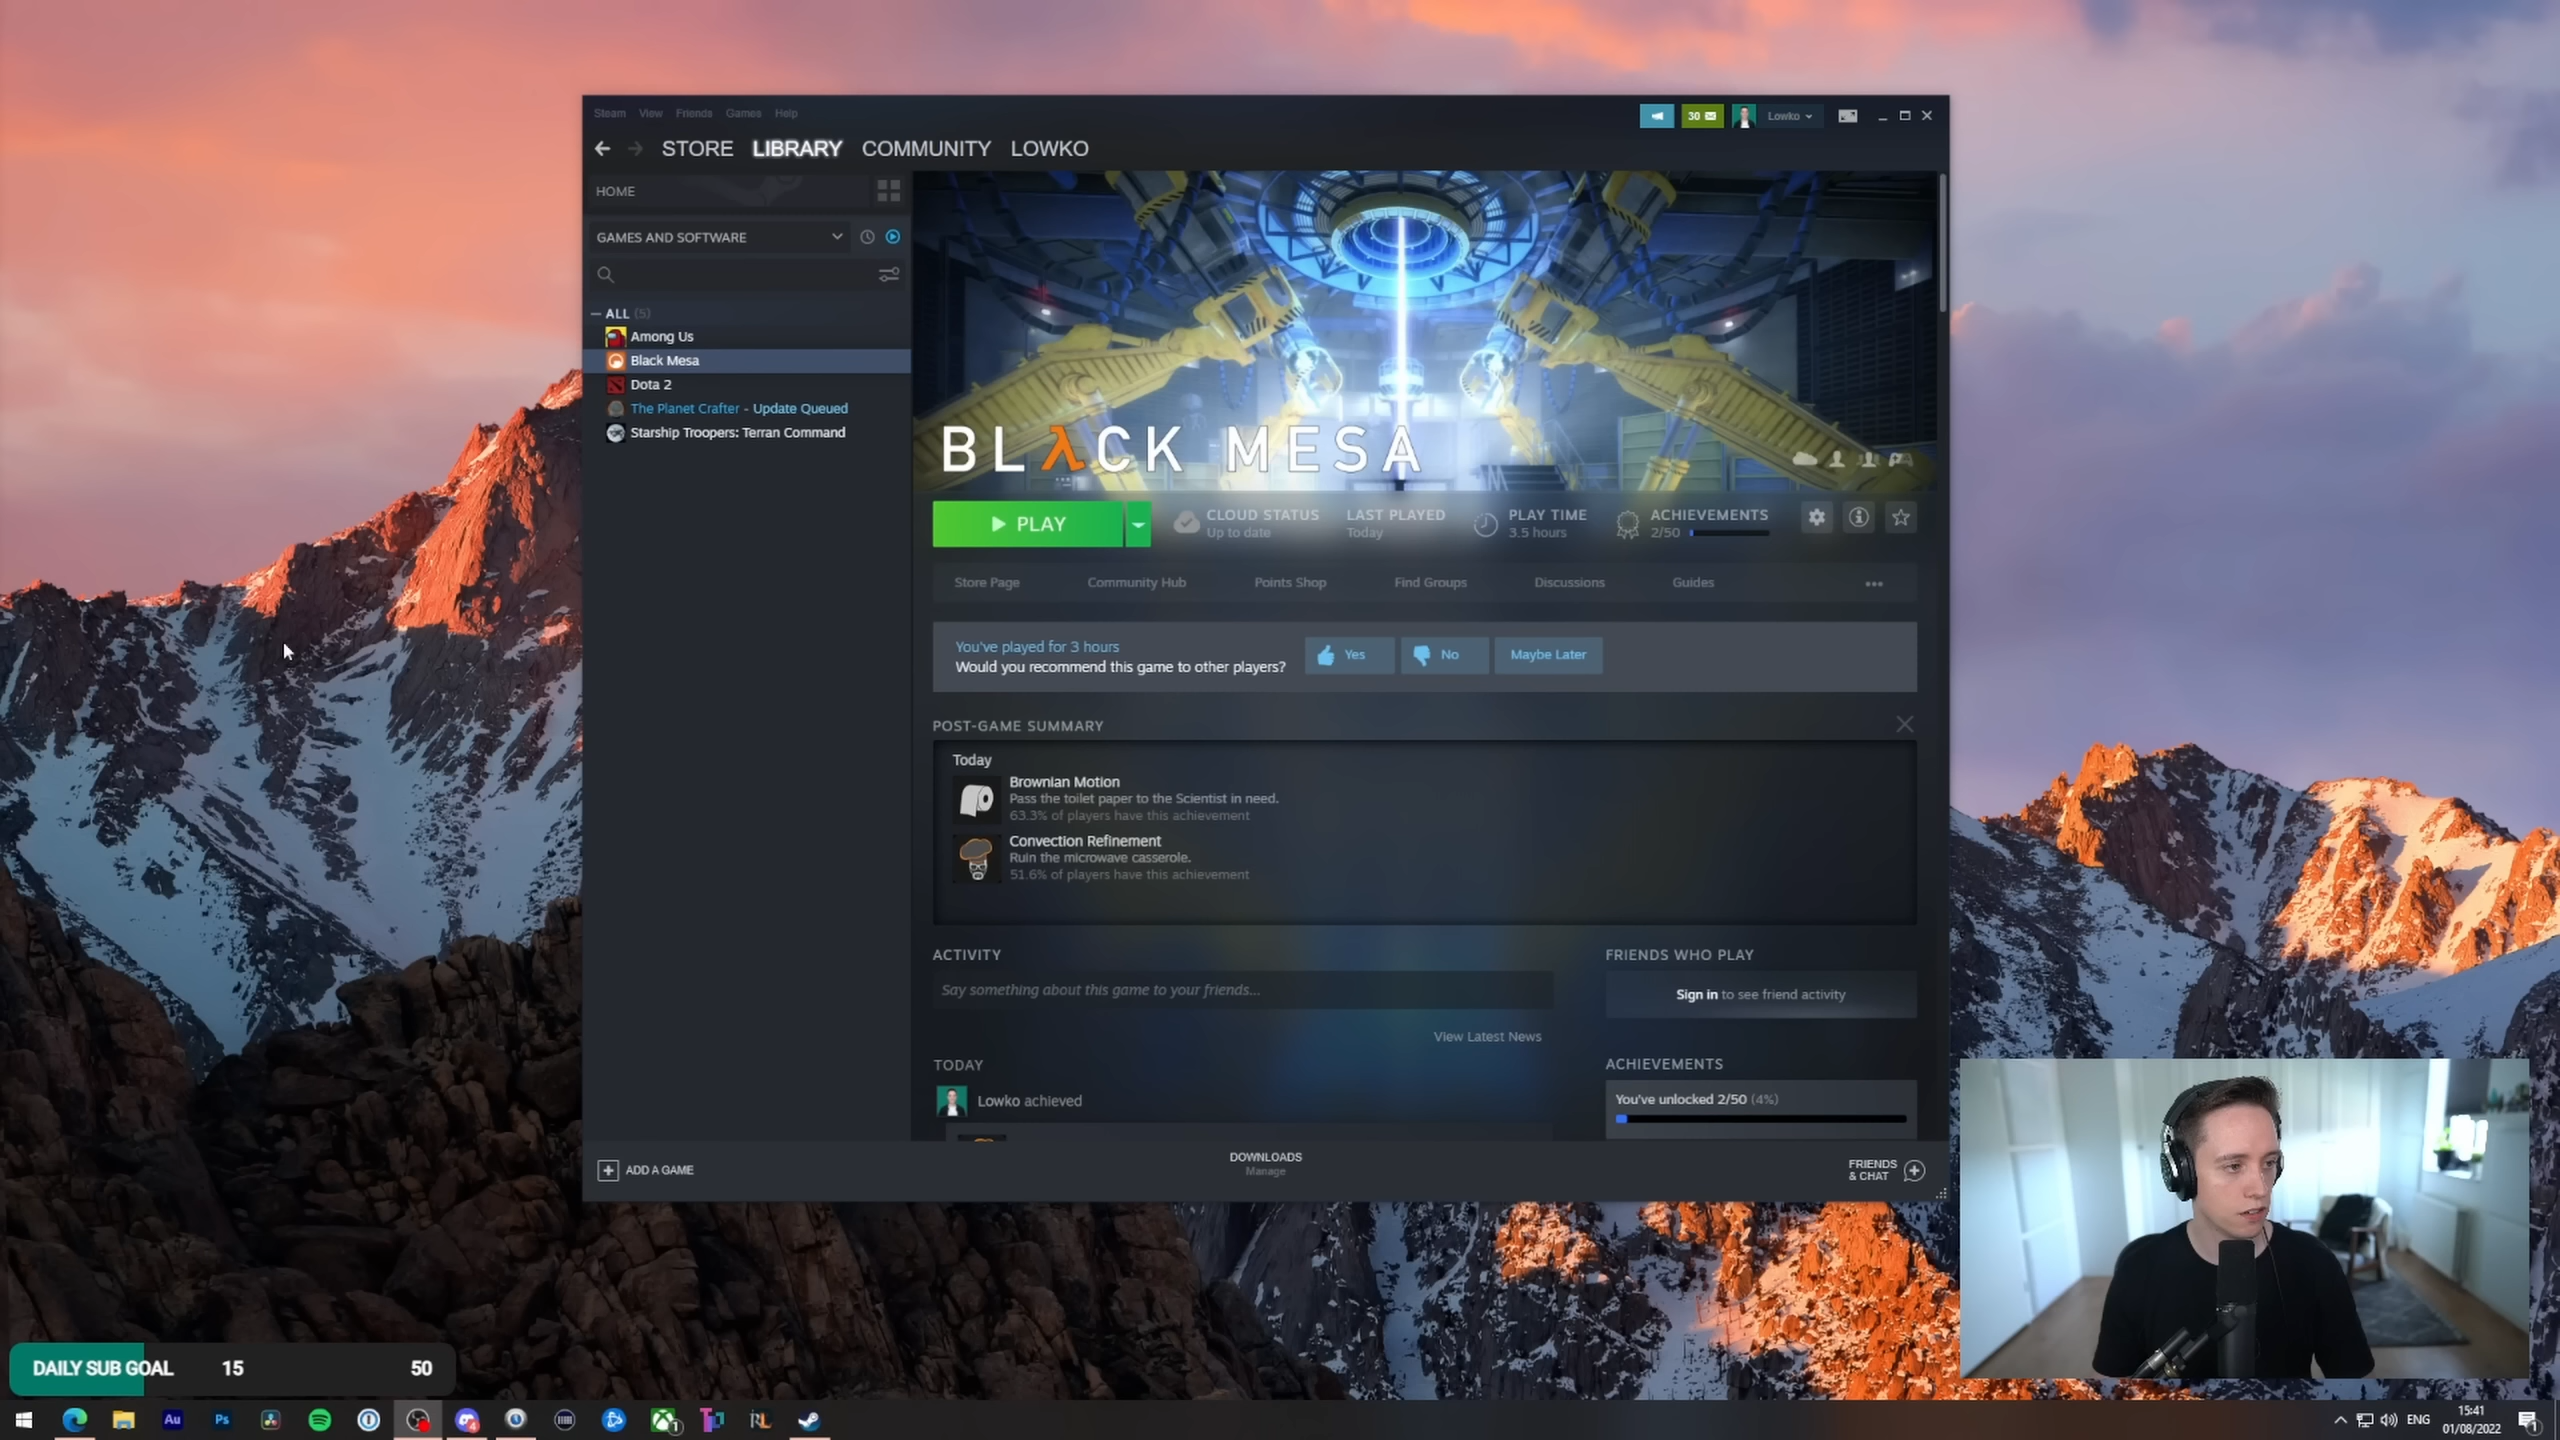 Steam View Friends Games Help
30 Lowko
STORE LIBRARY COMMUNITY LOWKO
HOME
GAMES AND SOFTWARE
— ALL (5)
Among Us
Black Mesa
Dota 2
The Planet Crafter - Update Queued
Starship Troopers: Terran Command
BLλCK MESA
PLAY
CLOUD STATUS
Up to date
LAST PLAYED
Today
PLAY TIME
3.5 hours
ACHIEVEMENTS
2/50
Store Page Community Hub Points Shop Find Groups Discussions Guides
You've played for 3 hours
Would you recommend this game to other players?
Yes No Maybe Later
POST-GAME SUMMARY
Today
Brownian Motion
Pass the toilet paper to the Scientist in need.
63.3% of players have this achievement
Convection Refinement
Ruin the microwave casserole.
51.6% of players have this achievement
ACTIVITY
Say something about this game to your friends...
View Latest News
TODAY
Lowko achieved
FRIENDS WHO PLAY
Sign in to see friend activity
ACHIEVEMENTS
You've unlocked 2/50 (4%)
ADD A GAME
DOWNLOADS
Manage
FRIENDS
& CHAT
DAILY SUB GOAL 15 50
Au Ps
ENG
15:41
01/08/2022